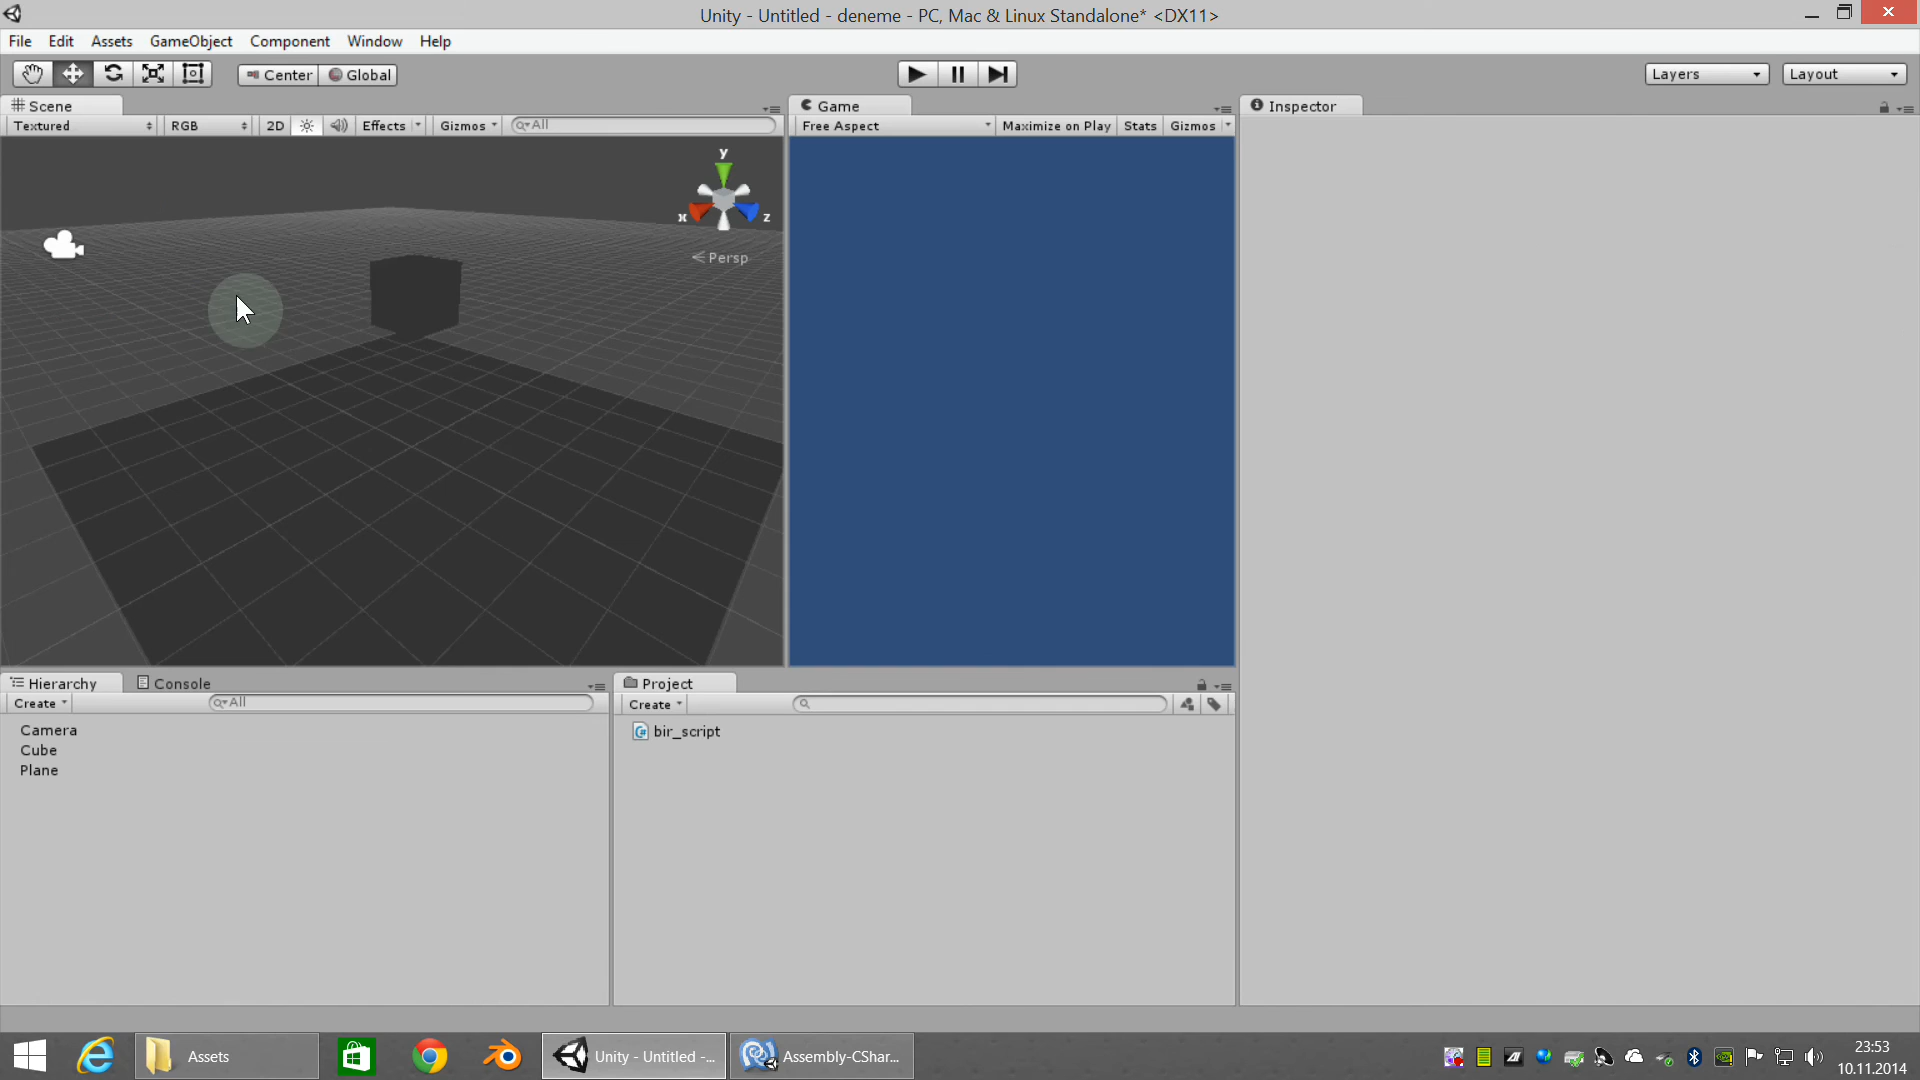 Unity - Untitled - deneme - PC, Mac & Linux Standalone* <DX11>
File Edit Assets GameObject Component Window Help
Center Global Layers Layout
Scene Game Inspector
Textured RGB 2D Effects Gizmos All Free Aspect Maximize on Play Stats Gizmos
y
x z
Persp
Hierarchy Console Project
Create All Create
Camera bir_script
Cube
Plane
Assets Unity - Untitled -... Assembly-CShar... 23:53
10.11.2014